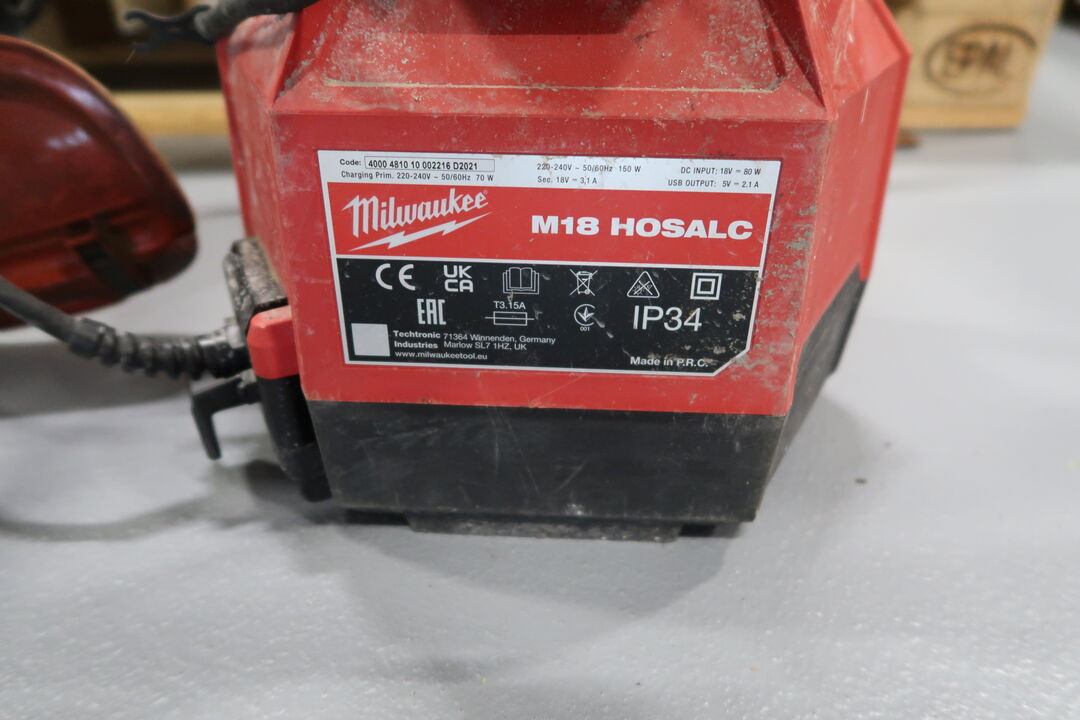 Code: 4000 4810 10 002216 D2021
Charging Prim. 220-240V ~ 50/60Hz 70 W
220-240V ~ 50/60Hz 150 W
Sec. 18V ⎓ 3,1 A
DC INPUT: 18V ⎓ 80 W
USB OUTPUT: 5V ⎓ 2.1 A
Milwaukee®
M18 HOSALC
CE
UK
CA
EAC
T3.15A
001
IP34
Techtronic 71364 Winnenden, Germany
Industries Marlow SL7 1HZ, UK
www.milwaukeetool.eu
Made in P.R.C.
EPAL